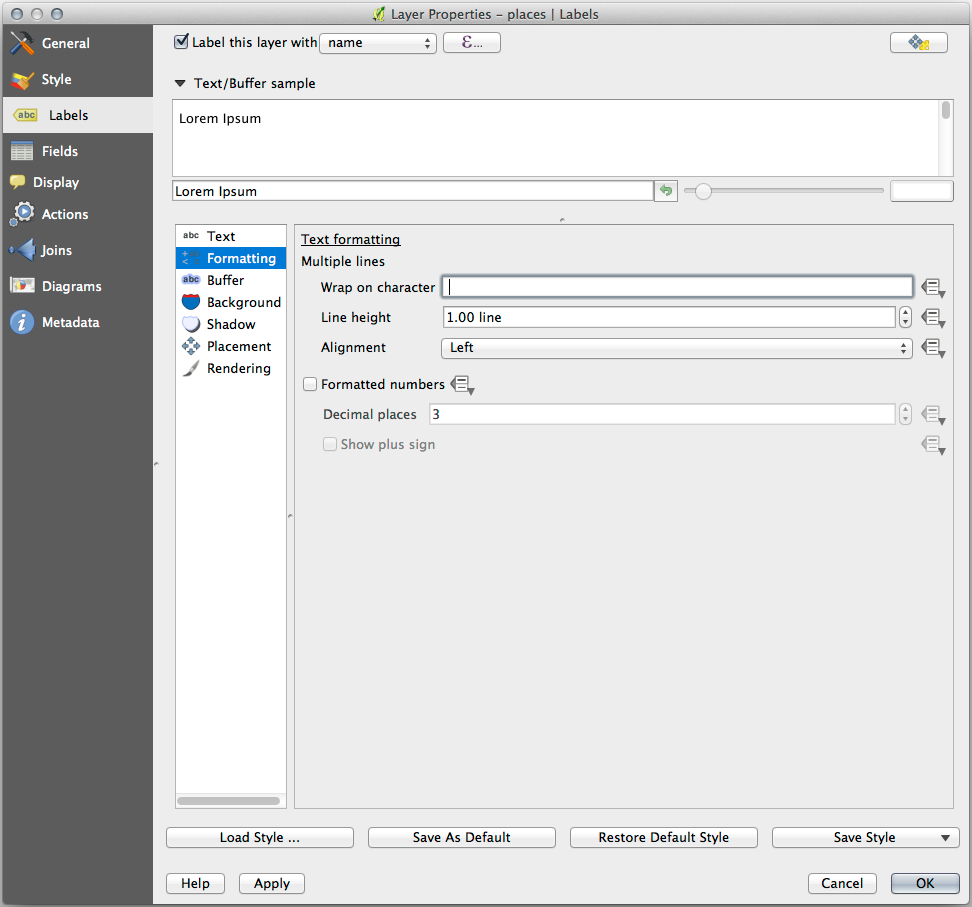 Layer Properties – places | Labels
General
Style
abc Labels
Fields
Display
Actions
Joins
Diagrams
Metadata
Label this layer with name ε...
Text/Buffer sample
Lorem Ipsum
Lorem Ipsum
abc Text
Formatting
abc Buffer
Background
Shadow
Placement
Rendering
Text formatting
Multiple lines
Wrap on character
Line height 1.00 line
Alignment Left
Formatted numbers
Decimal places 3
Show plus sign
Load Style ... Save As Default Restore Default Style Save Style
Help Apply Cancel OK